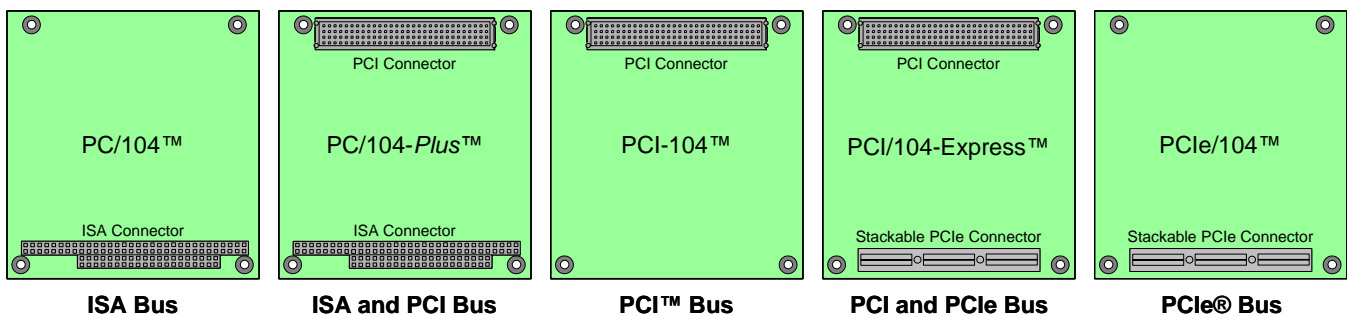 PCI Connector
PCI Connector
PCI Connector
PC/104™
PC/104-Plus™
PCI-104™
PCI/104-Express™
PCIe/104™
ISA Connector
ISA Connector
Stackable PCIe Connector
Stackable PCIe Connector
ISA Bus
ISA and PCI Bus
PCI™ Bus
PCI and PCIe Bus
PCIe® Bus